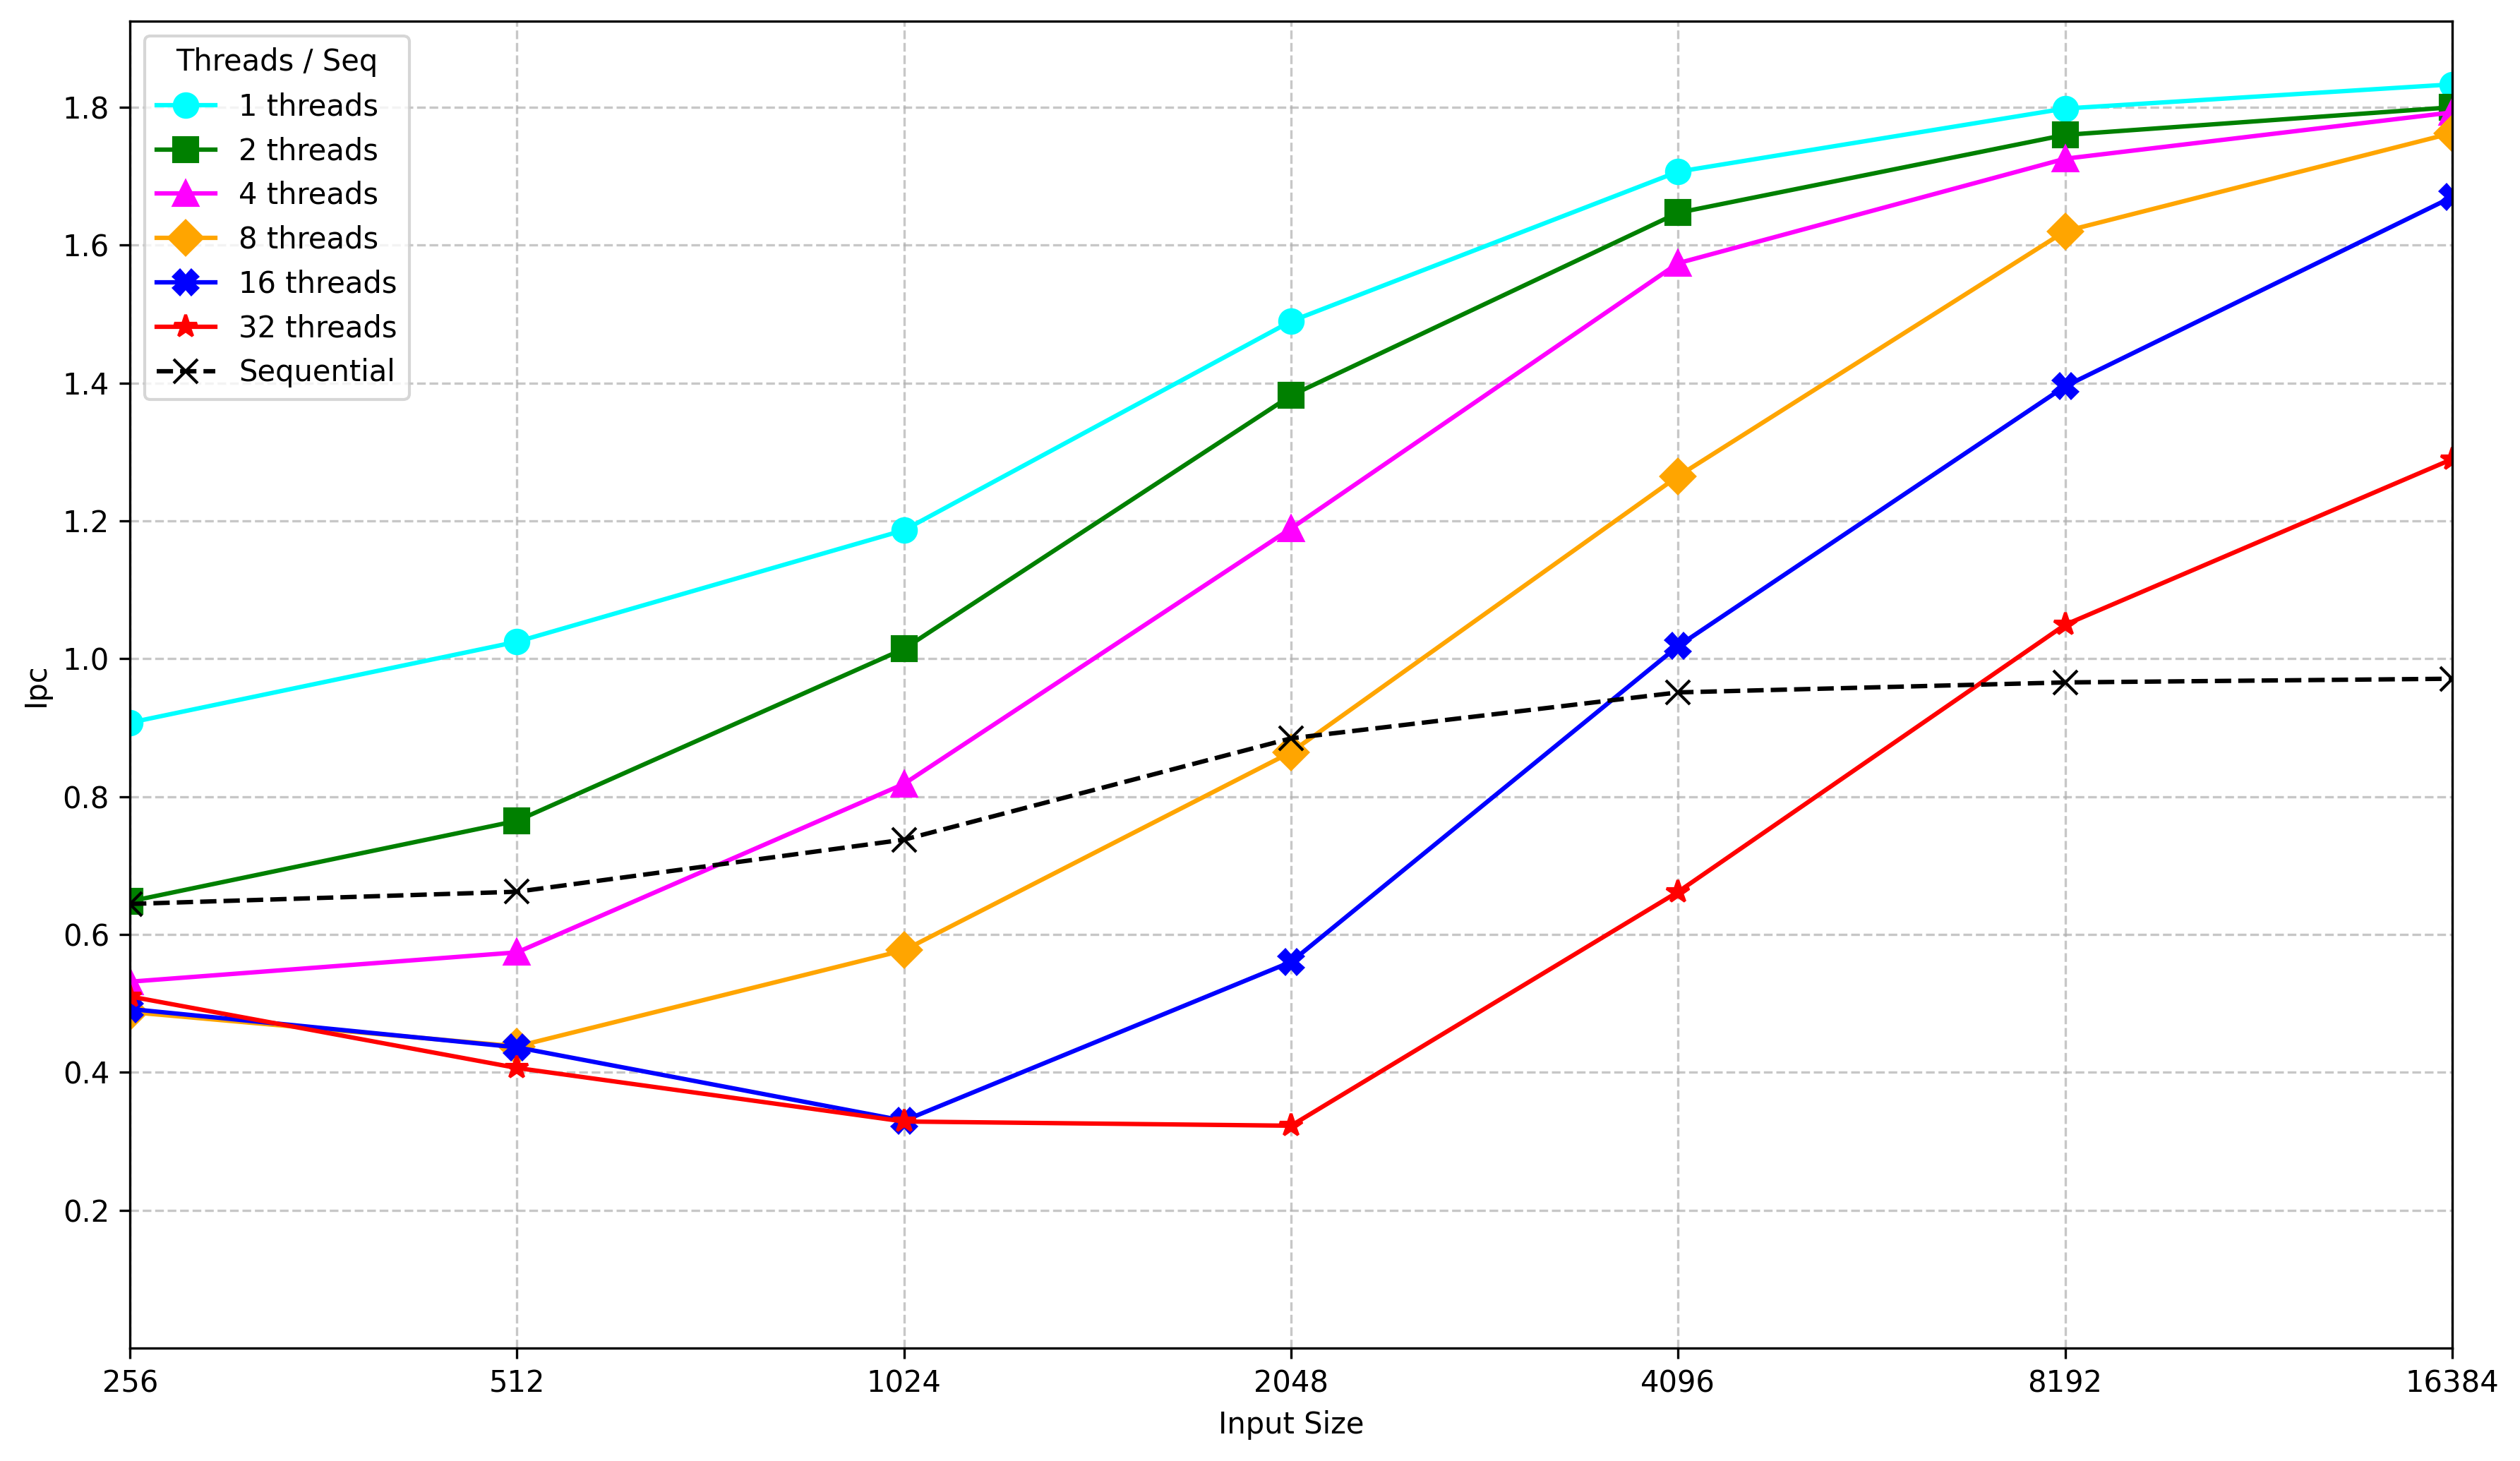 Threads / Seq
1 threads
2 threads
4 threads
8 threads
16 threads
32 threads
Sequential
1.8
1.6
1.4
1.2
1.0
0.8
0.6
0.4
0.2
Ipc
256 512 1024 2048 4096 8192 16384
Input Size